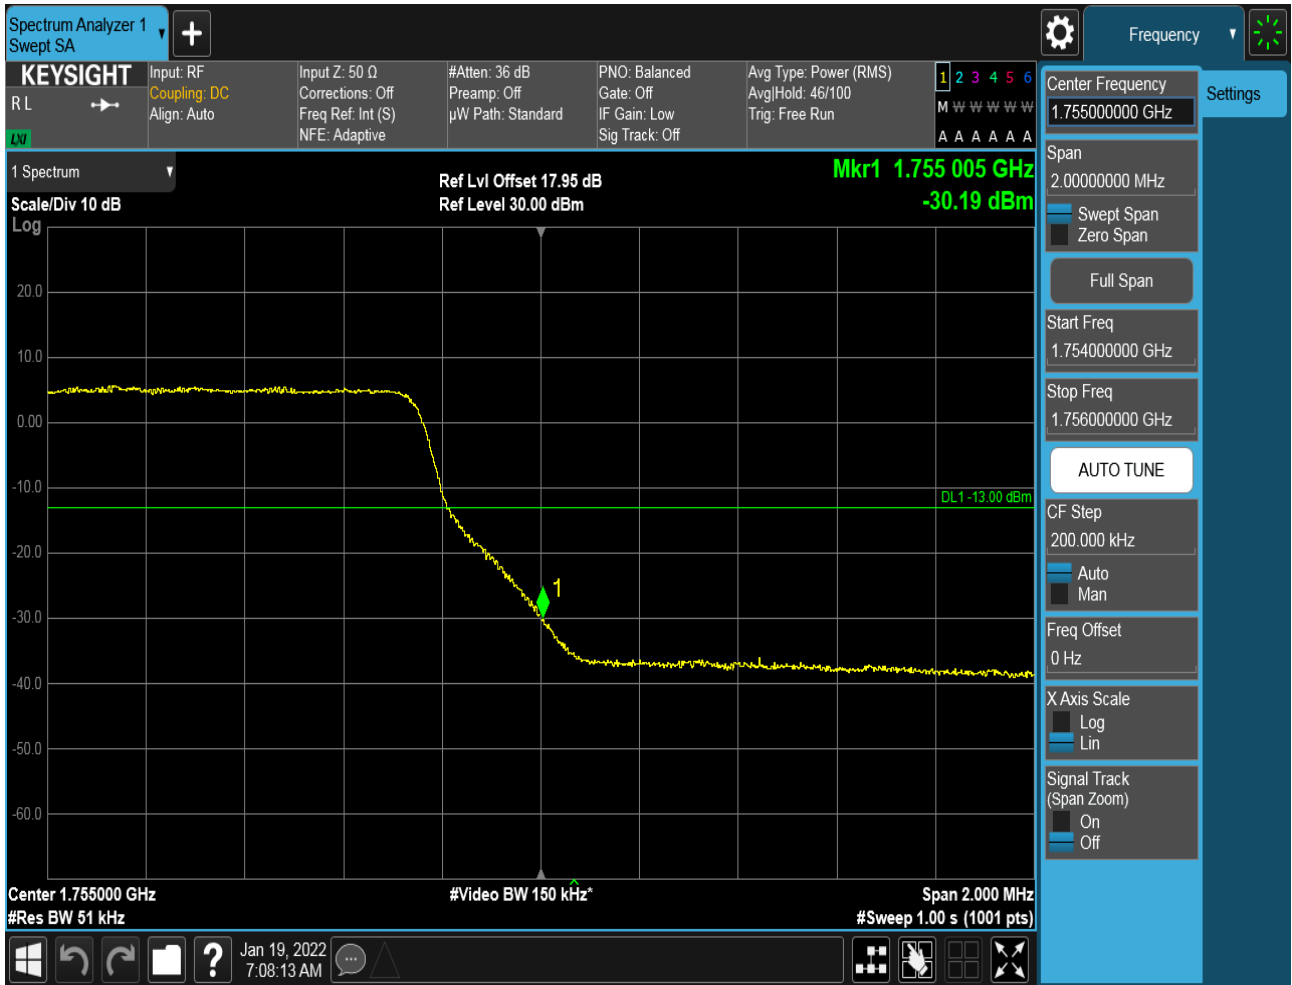 Spectrum Analyzer 1
Swept SA
Frequency
KEYSIGHT
R L
LXI
Input: RF
Coupling: DC
Align: Auto
Input Z: 50 Ω
Corrections: Off
Freq Ref: Int (S)
NFE: Adaptive
#Atten: 36 dB
Preamp: Off
µW Path: Standard
PNO: Balanced
Gate: Off
IF Gain: Low
Sig Track: Off
Avg Type: Power (RMS)
Avg|Hold: 46/100
Trig: Free Run
1 2 3 4 5 6
M W W W W W
A A A A A A
1 Spectrum
Scale/Div 10 dB
Log
Ref Lvl Offset 17.95 dB
Ref Level 30.00 dBm
Mkr1 1.755 005 GHz
-30.19 dBm
20.0
10.0
0.00
-10.0
-20.0
-30.0
-40.0
-50.0
-60.0
DL1 -13.00 dBm
1
Center 1.755000 GHz
#Res BW 51 kHz
#Video BW 150 kHz*
Span 2.000 MHz
#Sweep 1.00 s (1001 pts)
Jan 19, 2022
7:08:13 AM
Center Frequency
1.755000000 GHz
Settings
Span
2.00000000 MHz
Swept Span
Zero Span
Full Span
Start Freq
1.754000000 GHz
Stop Freq
1.756000000 GHz
AUTO TUNE
CF Step
200.000 kHz
Auto
Man
Freq Offset
0 Hz
X Axis Scale
Log
Lin
Signal Track
(Span Zoom)
On
Off